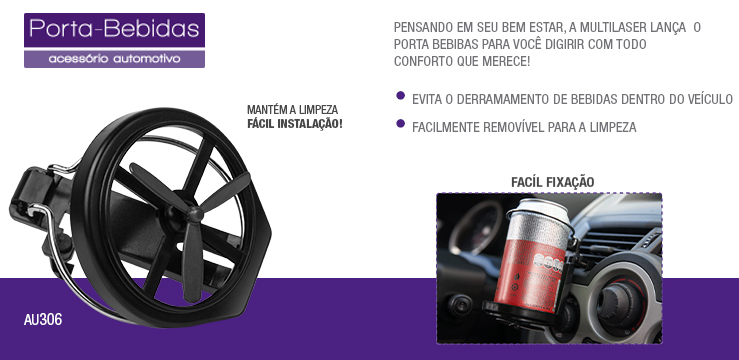 Porta-Bebidas
acessório automotivo
PENSANDO EM SEU BEM ESTAR, A MULTILASER LANÇA O
PORTA BEBIBAS PARA VOCÊ DIGIRIR COM TODO
CONFORTO QUE MERECE!
MANTÉM A LIMPEZA
FÁCIL INSTALAÇÃO!
• EVITA O DERRAMAMENTO DE BEBIDAS DENTRO DO VEÍCULO
• FACILMENTE REMOVÍVEL PARA A LIMPEZA
FACÍL FIXAÇÃO
AU306